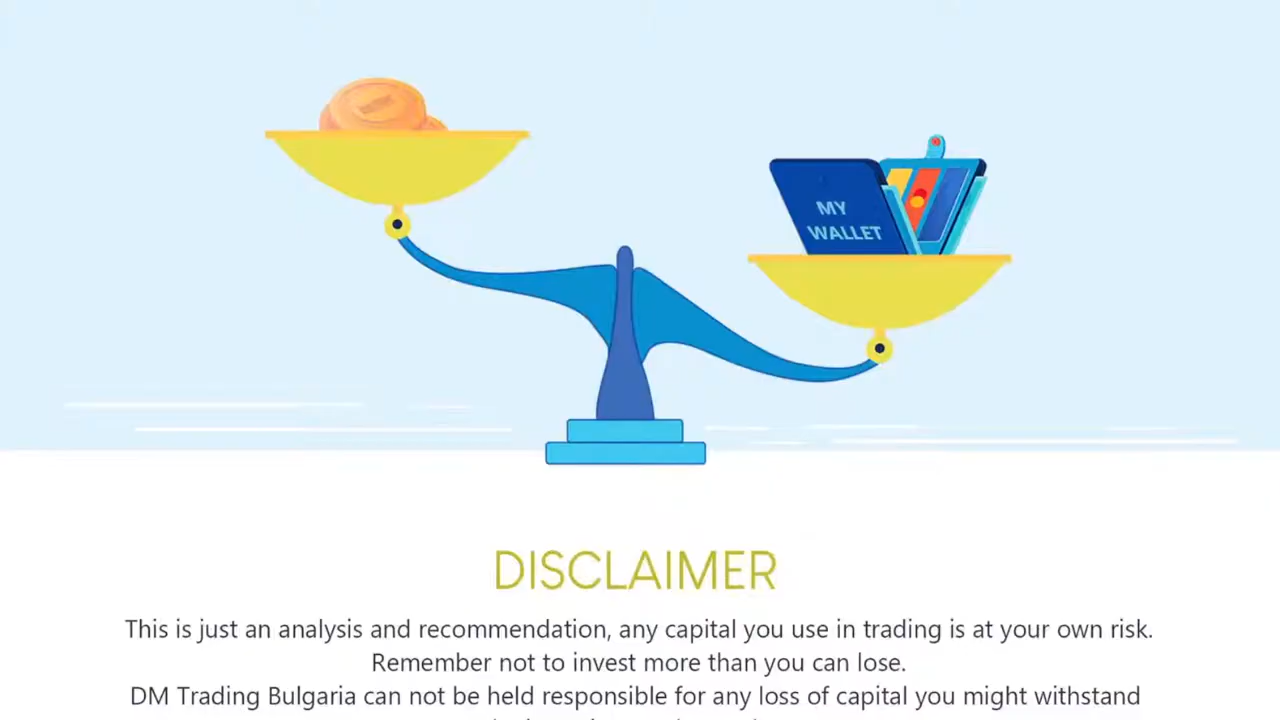 MY
WALLET
DISCLAIMER
This is just an analysis and recommendation, any capital you use in trading is at your own risk.
Remember not to invest more than you can lose.
DM Trading Bulgaria can not be held responsible for any loss of capital you might withstand